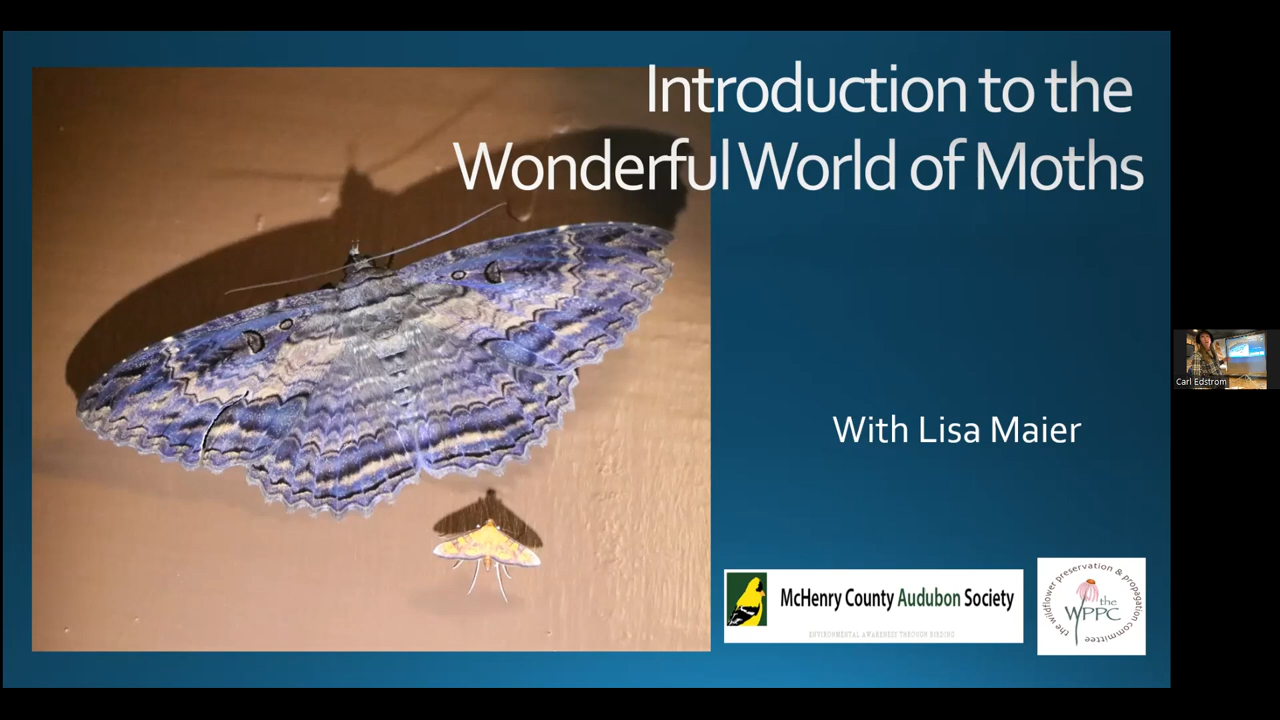 Introduction to the
Wonderful World of Moths
With Lisa Maier
McHenry County Audubon Society
ENVIRONMENTAL AWARENESS THROUGH BIRDING
the wildflower preservation & propagation committee
the
WPPC
Carl Edstrom